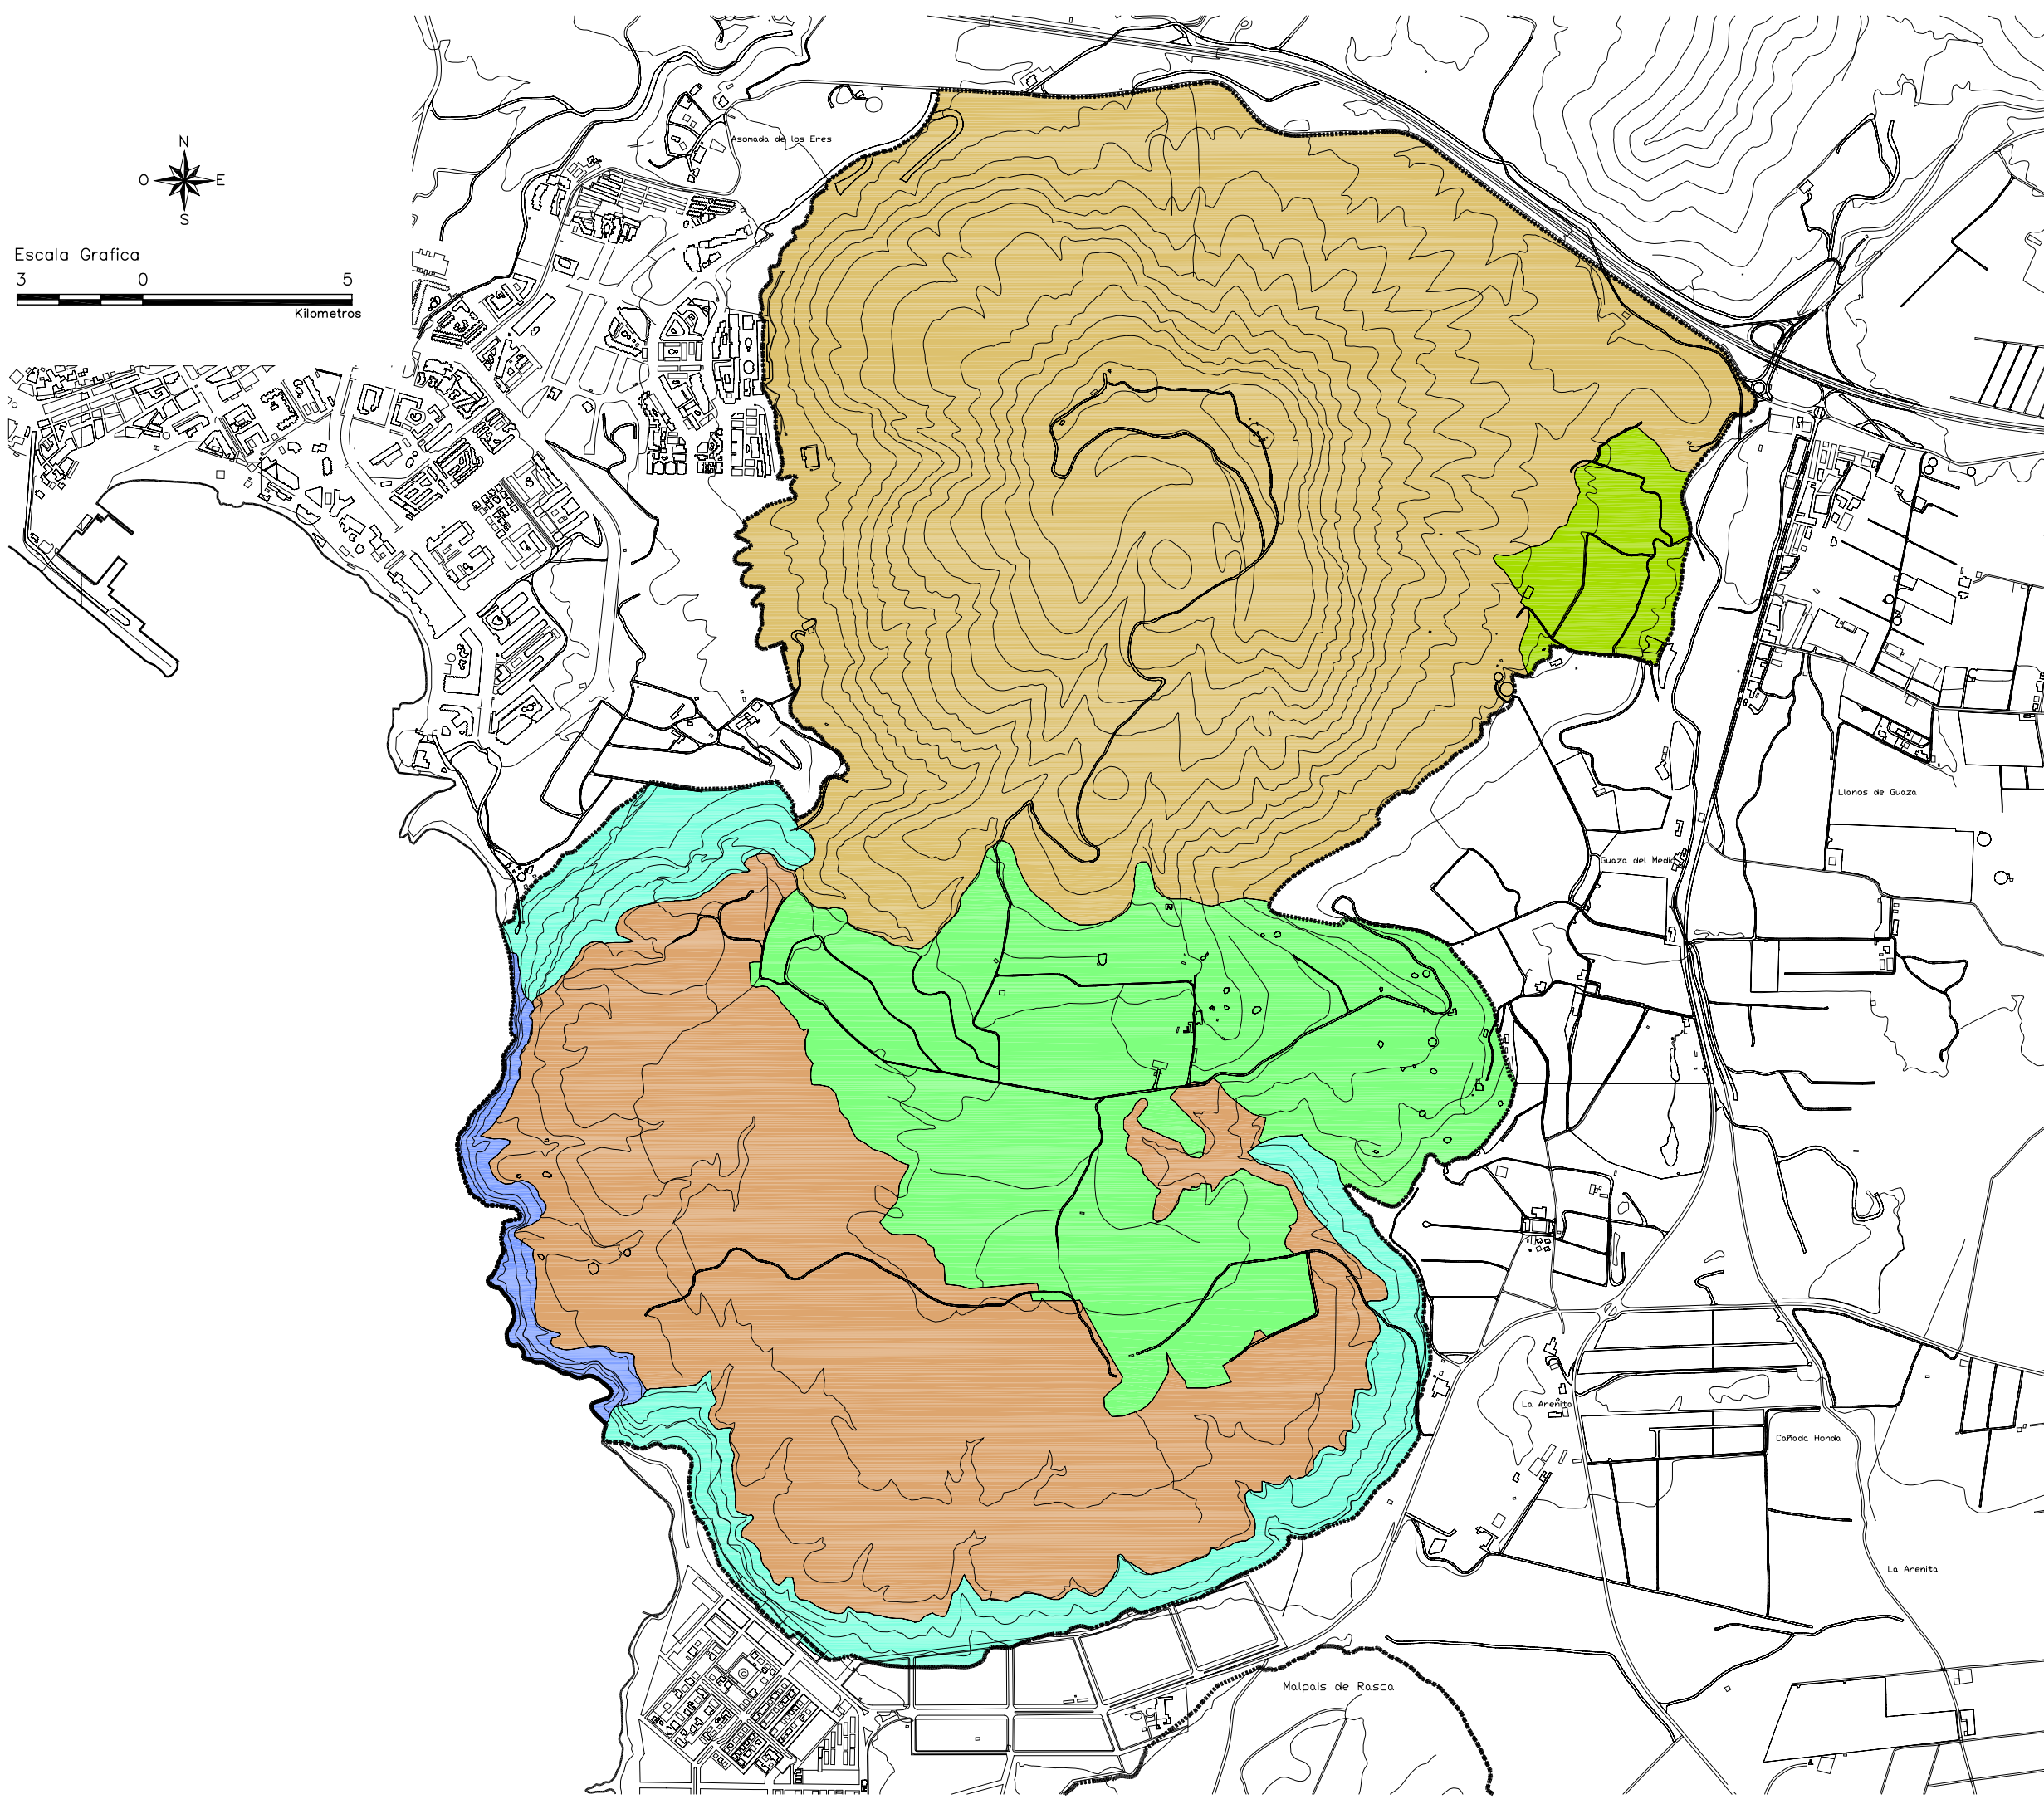 Asomada de los Eres
N
O E
S
Escala Grafica
3 0 5
Kilometros
Llanos de Guaza
Guaza del Medio
La Arenita
Cañada Honda
La Arenita
Malpais de Rasca